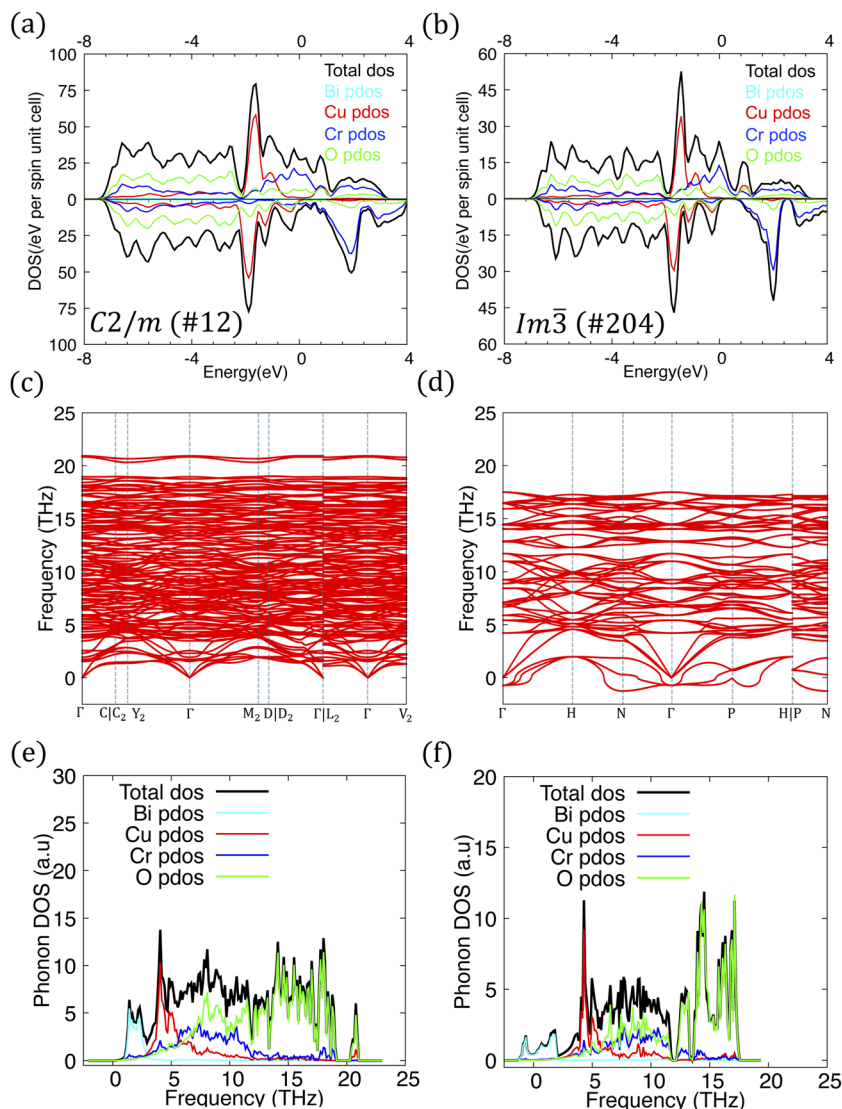 (a)
-8 -4 0 4
100
75
50
25
0
25
50
75
100
DOS(/eV per spin unit cell)
Total dos
Bi pdos
Cu pdos
Cr pdos
O pdos
C2/m (#12)
-8 -4 0 4
Energy(eV)
(b)
-8 -4 0 4
60
45
30
15
0
15
30
45
60
DOS(/eV per spin unit cell)
Total dos
Bi pdos
Cu pdos
Cr pdos
O pdos
Im3̅ (#204)
-8 -4 0 4
Energy(eV)
(c)
25
20
15
10
5
0
Frequency (THz)
Γ C|C₂ Y₂ Γ M₂ D|D₂ Γ|L₂ Γ V₂
(d)
25
20
15
10
5
0
Frequency (THz)
Γ H N Γ P H|P N
(e)
30
25
20
15
10
5
0
Phonon DOS (a.u)
Total dos
Bi pdos
Cu pdos
Cr pdos
O pdos
0 5 10 15 20 25
Frequency (THz)
(f)
20
15
10
5
0
Phonon DOS (a.u)
Total dos
Bi pdos
Cu pdos
Cr pdos
O pdos
0 5 10 15 20 25
Frequency (THz)